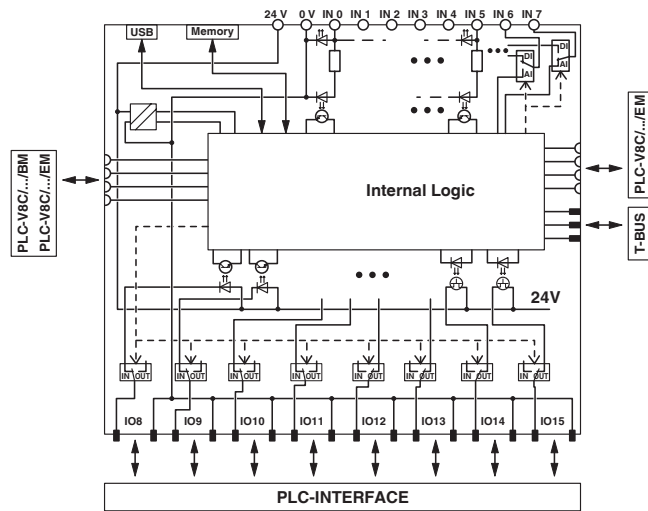 24 V 0 V IN 0 IN 1 IN 2 IN 3 IN 4 IN 5 IN 6 IN 7
USB Memory
DI DI
AI AI
PLC-V8C/.../BM
PLC-V8C/.../EM
Internal Logic
PLC-V8C/.../EM
T-BUS
24V
IN OUT IN OUT IN OUT IN OUT IN OUT IN OUT IN OUT IN OUT
IO8 IO9 IO10 IO11 IO12 IO13 IO14 IO15
PLC-INTERFACE